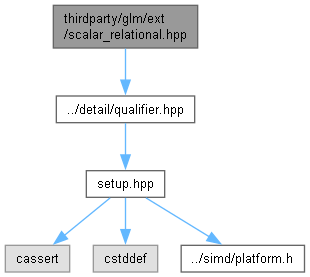 thirdparty/glm/ext
/scalar_relational.hpp
../detail/qualifier.hpp
setup.hpp
cassert
cstddef
../simd/platform.h